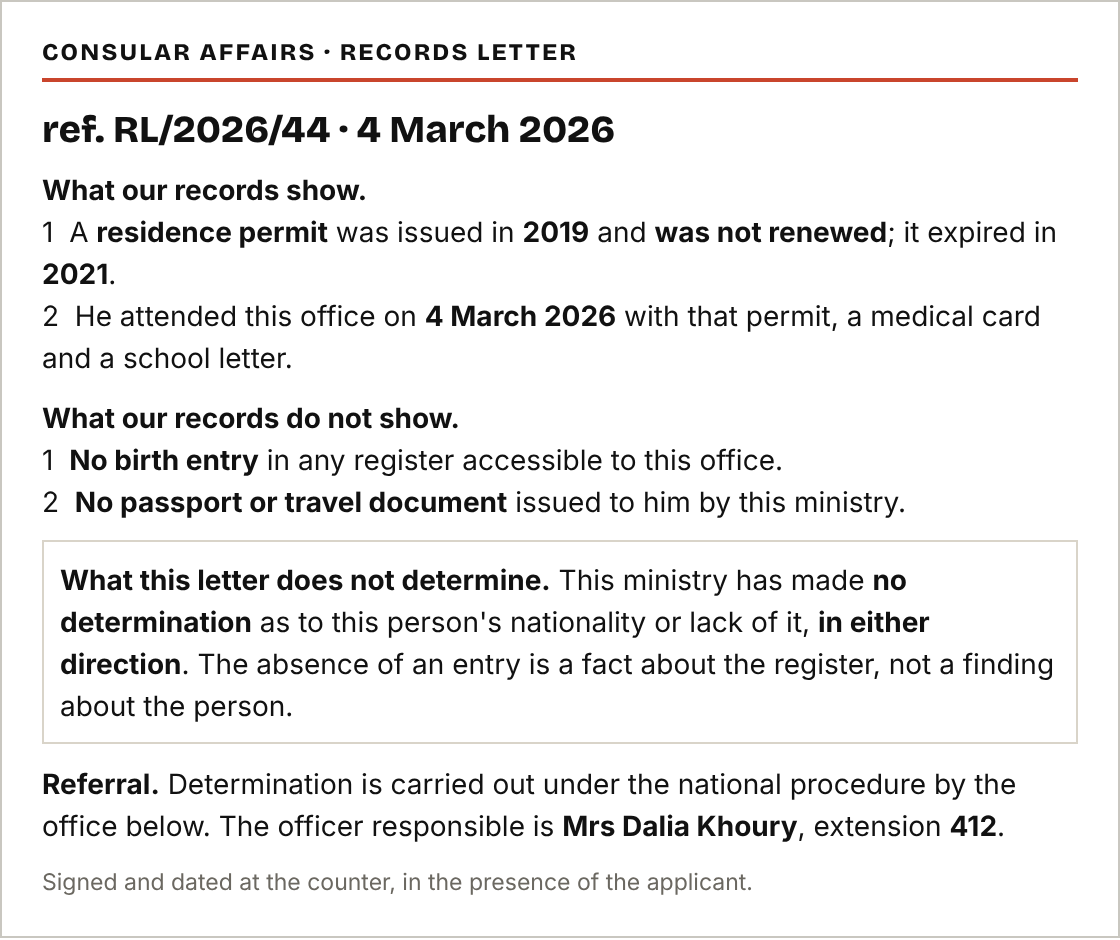 CONSULAR AFFAIRS · RECORDS LETTER
ref. RL/2026/44 · 4 March 2026
What our records show.
1 A residence permit was issued in 2019 and was not renewed; it expired in
2021.
2 He attended this office on 4 March 2026 with that permit, a medical card
and a school letter.
What our records do not show.
1 No birth entry in any register accessible to this office.
2 No passport or travel document issued to him by this ministry.
What this letter does not determine. This ministry has made no
determination as to this person's nationality or lack of it, in either
direction. The absence of an entry is a fact about the register, not a finding
about the person.
Referral. Determination is carried out under the national procedure by the
office below. The officer responsible is Mrs Dalia Khoury, extension 412.
Signed and dated at the counter, in the presence of the applicant.